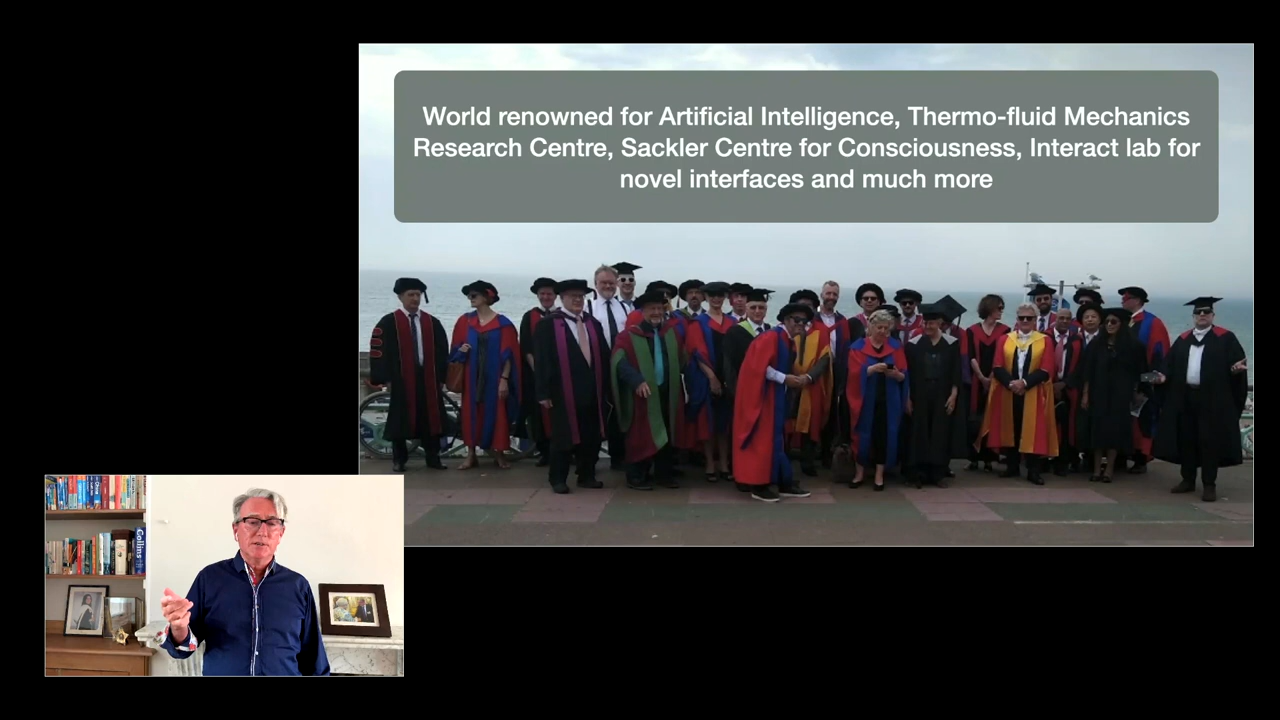 World renowned for Artificial Intelligence, Thermo-fluid Mechanics
Research Centre, Sackler Centre for Consciousness, Interact lab for
novel interfaces and much more
Collins